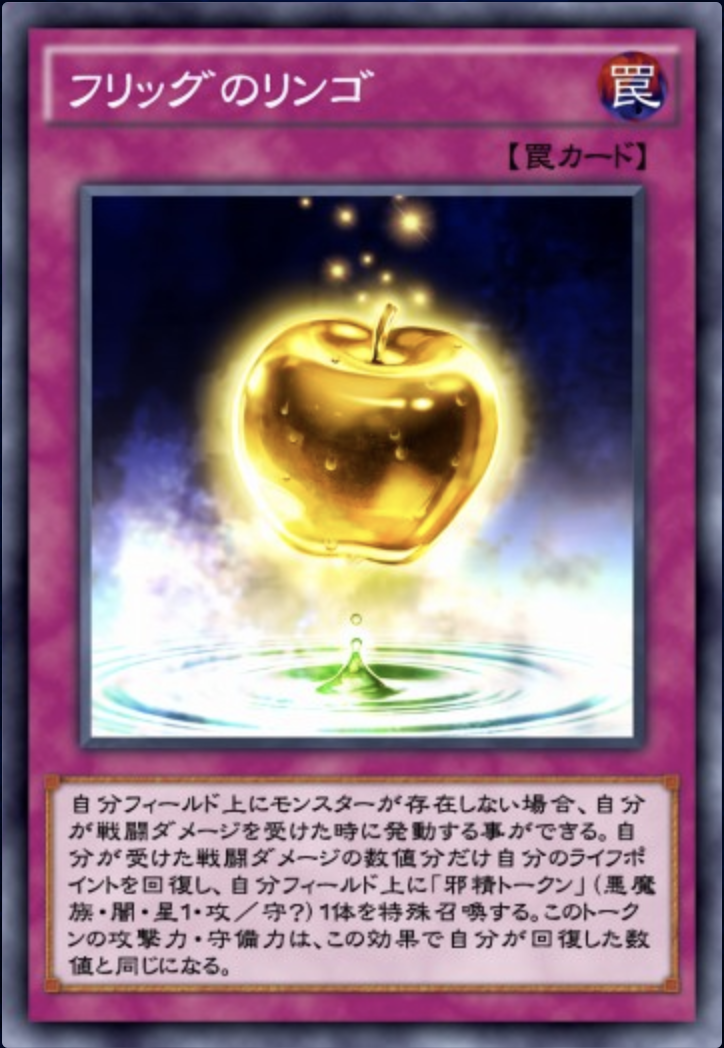 フリッグのリンゴ
罠
【罠カード】
自分フィールド上にモンスターが存在しない場合、自分
が戦闘ダメージを受けた時に発動する事ができる。自
分が受けた戦闘ダメージの数値分だけ自分のライフポ
イントを回復し、自分フィールド上に「邪精トークン」(悪魔
族・闇・星1・攻/守?)1体を特殊召喚する。このトーク
ンの攻撃力・守備力は、この効果で自分が回復した数
値と同じになる。